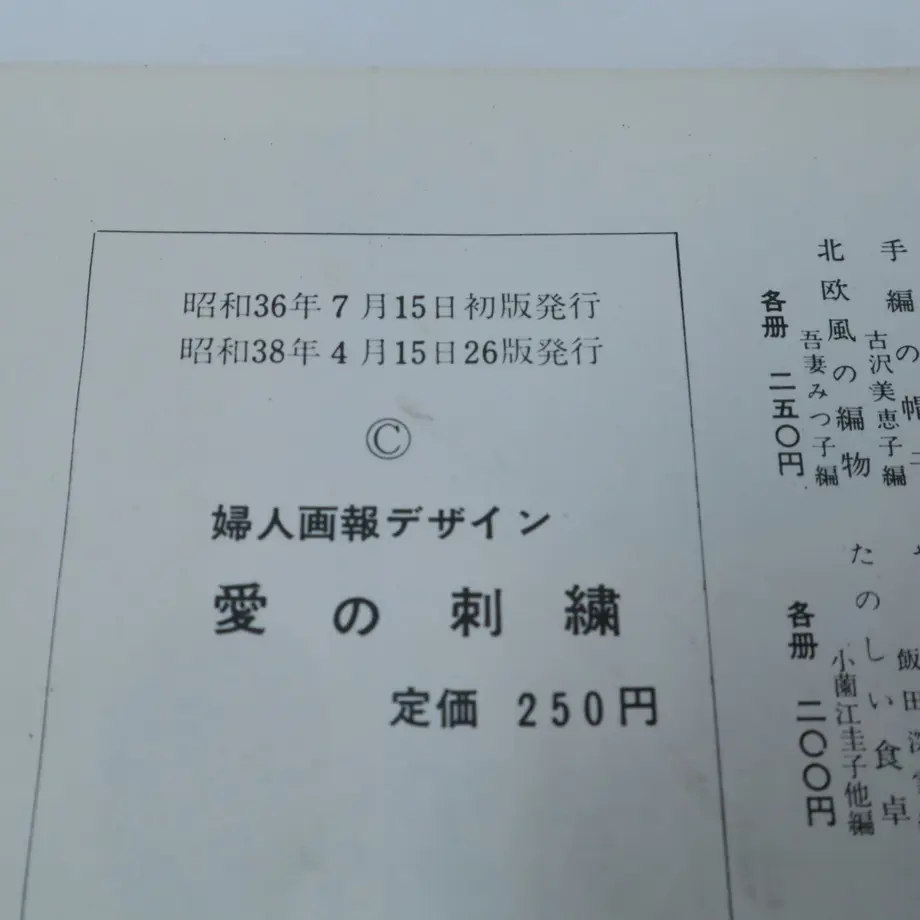 昭和36年7月15日初版発行
昭和38年4月15日26版発行
Ⓒ
婦人画報デザイン
愛の刺繍
定価 250円
手編の帽
古沢美恵子編
北欧風の編物
吾妻みつ子編
各冊 二五〇円
飯田深
たのしい食卓
小薗江圭子他編
各冊 二〇〇円